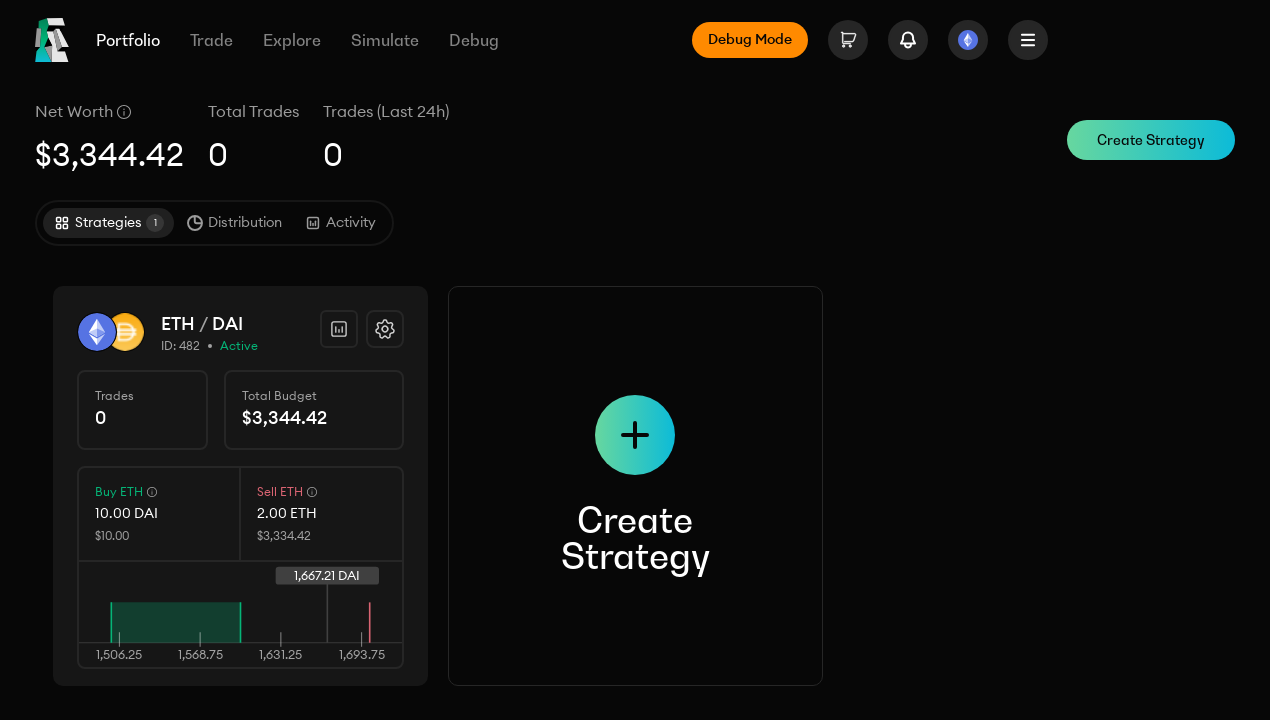 Portfolio Trade Explore Simulate Debug Debug Mode
Net Worth Total Trades Trades (Last 24h)
$3,344.42 0 0
Create Strategy
Strategies 1 Distribution Activity
ETH / DAI
ID: 482 • Active
Trades Total Budget
0 $3,344.42
Buy ETH Sell ETH
10.00 DAI 2.00 ETH
$10.00 $3,334.42
1,667.21 DAI
1,506.25 1,568.75 1,631.25 1,693.75
Create
Strategy